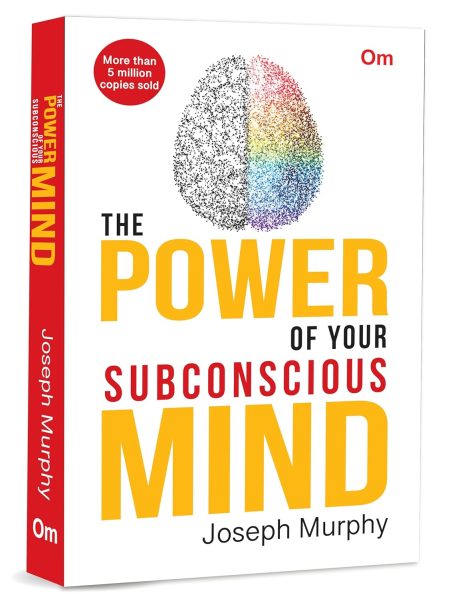 More than
5 million
copies sold
Om
THE
POWER
OF YOUR
SUBCONSCIOUS
MIND
Joseph Murphy
THE
POWER
OF YOUR
SUBCONSCIOUS
MIND
Joseph Murphy
Om